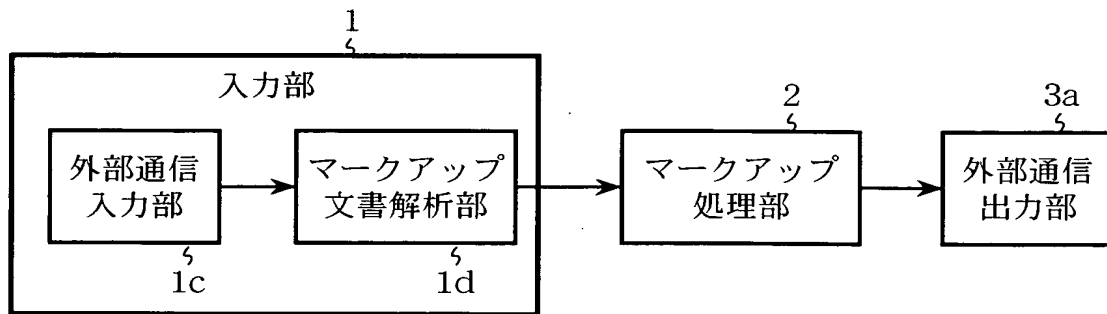 1
入力部
外部通信
入力部
1c
マークアップ
文書解析部
1d
2
マークアップ
処理部
3a
外部通信
出力部